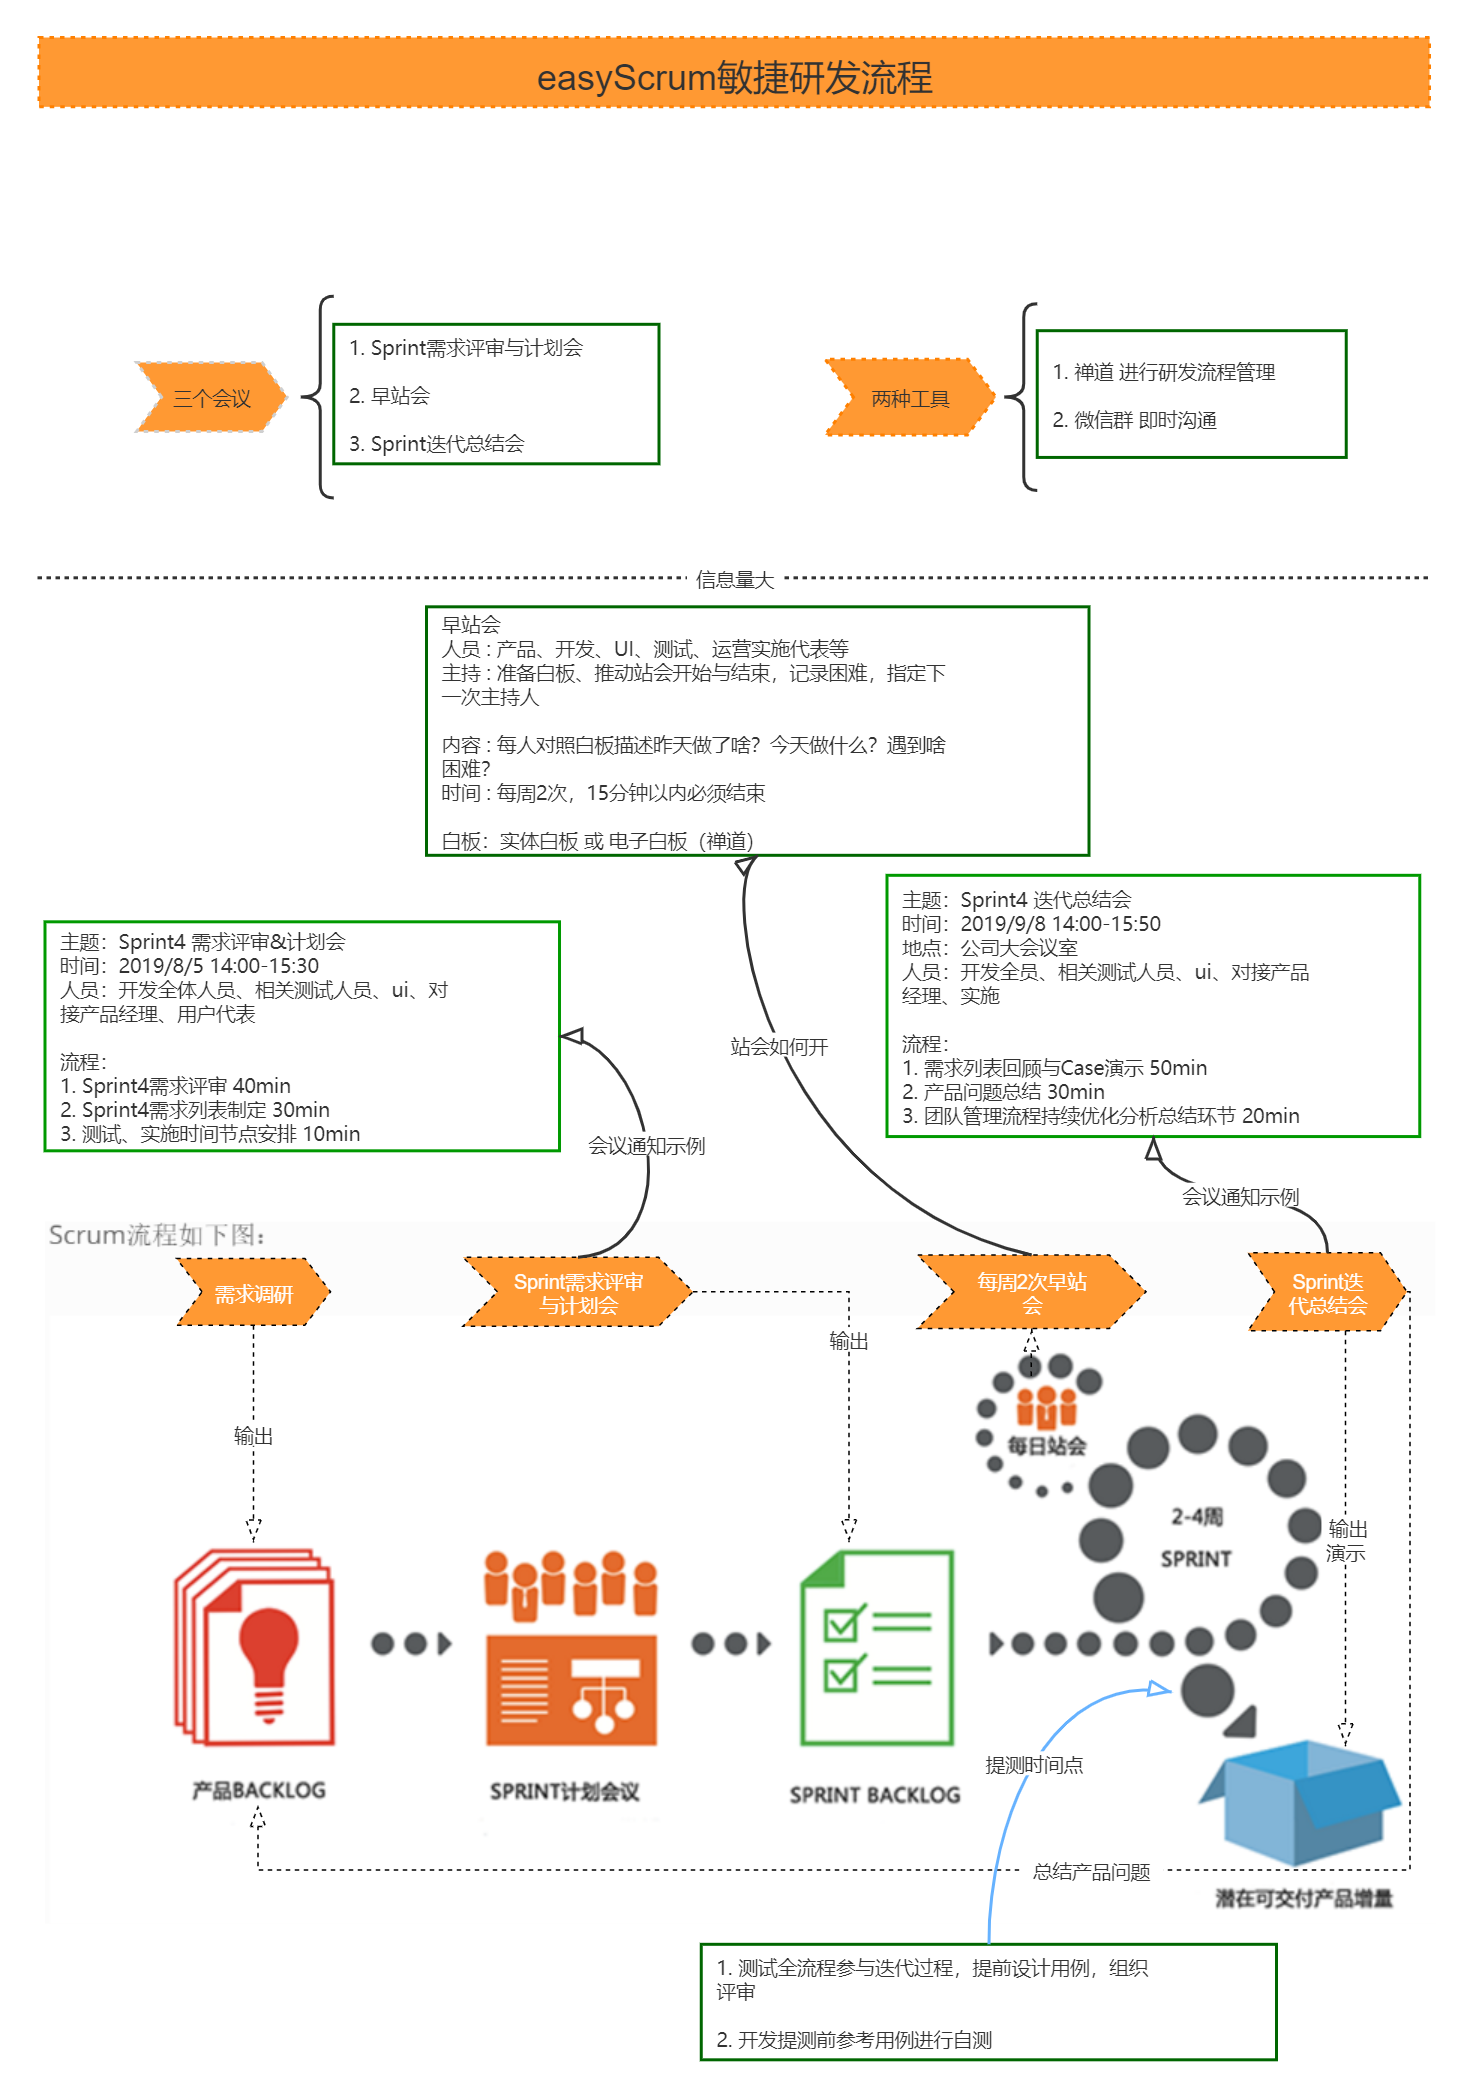 easyScrum敏捷研发流程
三个会议
1. Sprint需求评审与计划会
2. 早站会
3. Sprint迭代总结会
两种工具
1. 禅道 进行研发流程管理
2. 微信群 即时沟通
信息量大
早站会
人员 : 产品、开发、UI、测试、运营实施代表等
主持 : 准备白板、推动站会开始与结束，记录困难，指定下
一次主持人
内容 : 每人对照白板描述昨天做了啥？今天做什么？遇到啥
困难？
时间 : 每周2次，15分钟以内必须结束
白板：实体白板 或 电子白板（禅道）
主题：Sprint4 需求评审&计划会
时间：2019/8/5 14:00-15:30
人员：开发全体人员、相关测试人员、ui、对
接产品经理、用户代表
流程：
1. Sprint4需求评审 40min
2. Sprint4需求列表制定 30min
3. 测试、实施时间节点安排 10min
主题：Sprint4 迭代总结会
时间：2019/9/8 14:00-15:50
地点：公司大会议室
人员：开发全员、相关测试人员、ui、对接产品
经理、实施
流程：
1. 需求列表回顾与Case演示 50min
2. 产品问题总结 30min
3. 团队管理流程持续优化分析总结环节 20min
站会如何开
会议通知示例
会议通知示例
Scrum流程如下图：
需求调研
Sprint需求评审
与计划会
每周2次早站
会
Sprint迭
代总结会
输出
输出
每日站会
2-4周
SPRINT
输出
演示
产品BACKLOG
SPRINT计划会议
SPRINT BACKLOG
提测时间点
总结产品问题
潜在可交付产品增量
1. 测试全流程参与迭代过程，提前设计用例，组织
评审
2. 开发提测前参考用例进行自测